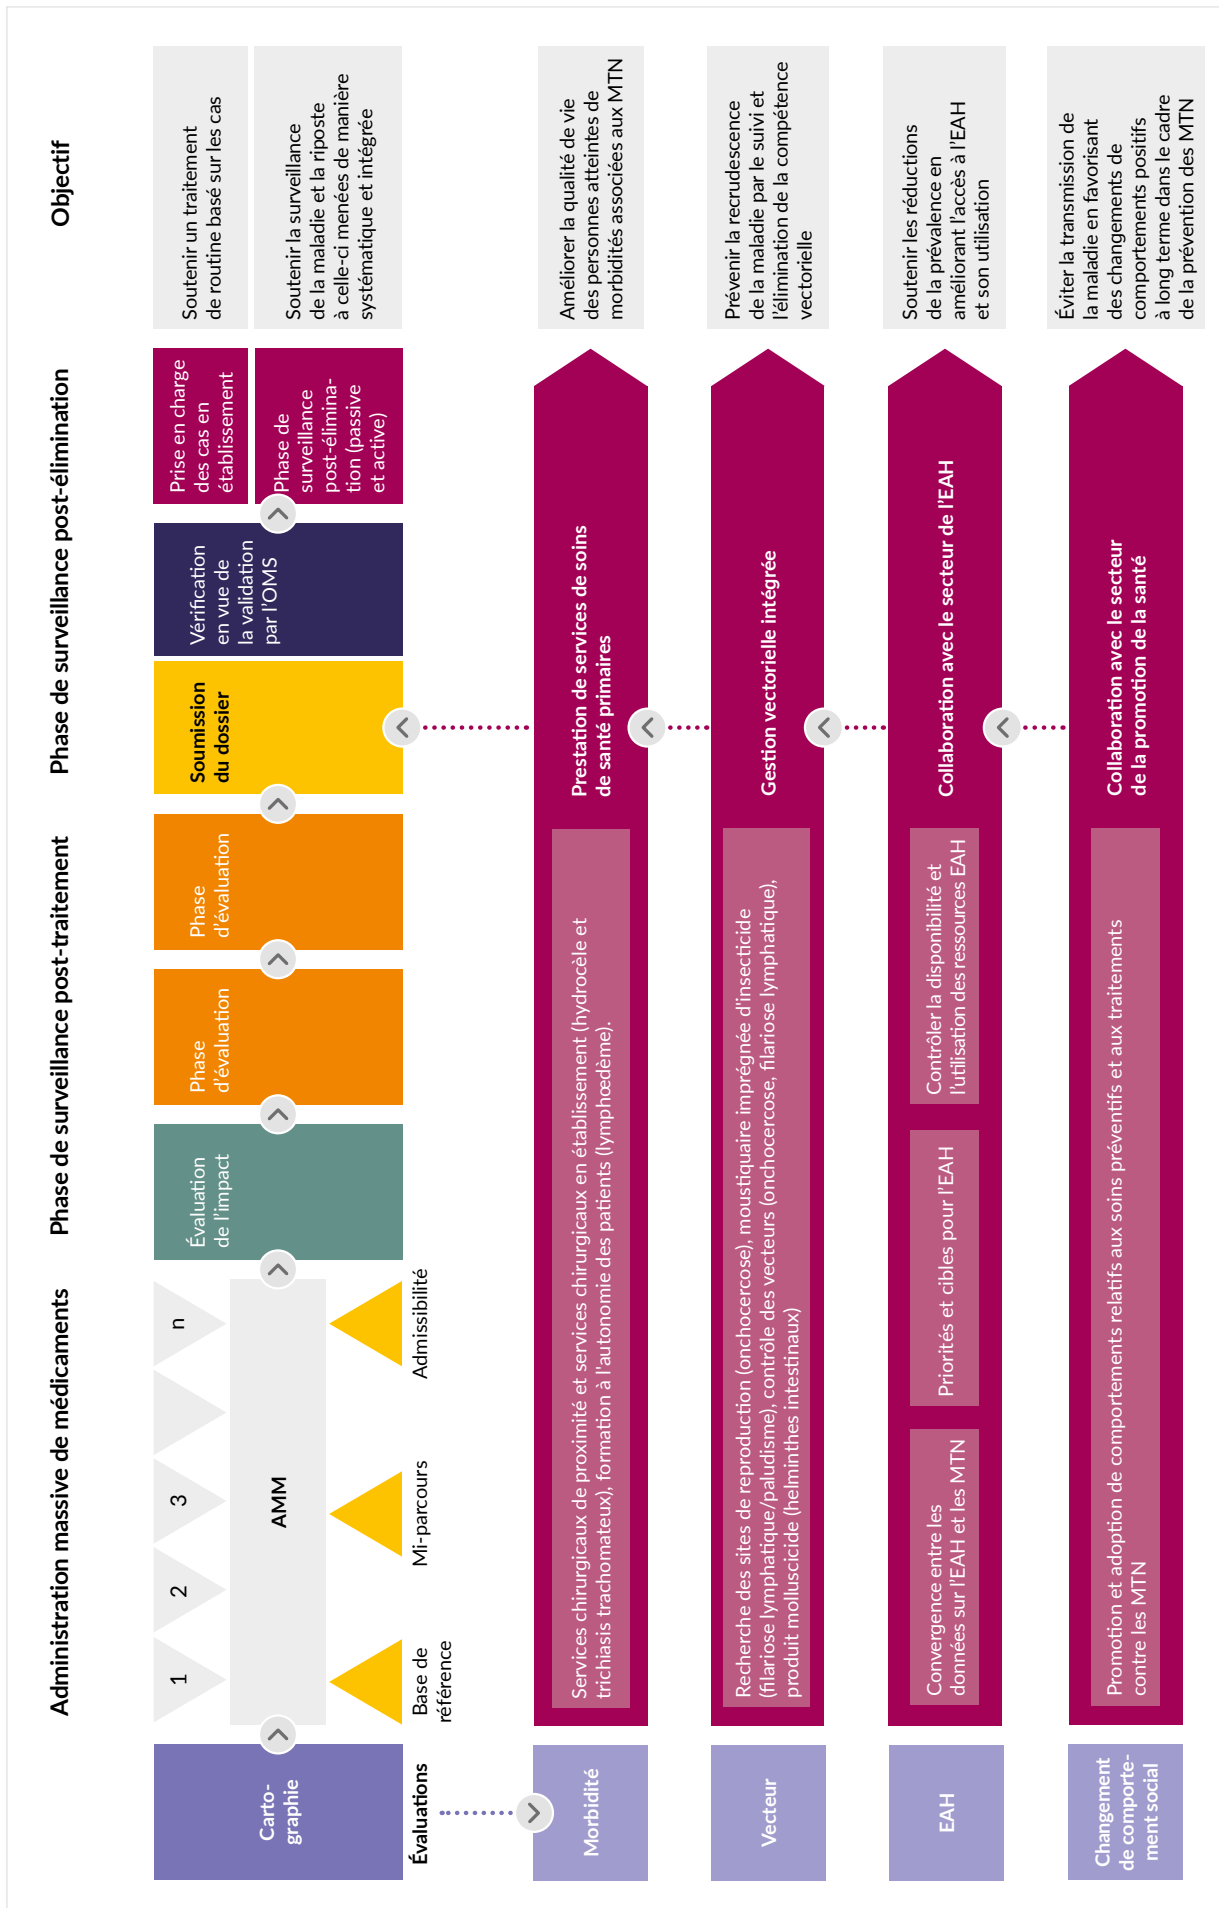 Administration massive de médicaments
Phase de surveillance post-traitement
Phase de surveillance post-élimination
Objectif
Carto-
graphie
1
2
3
n
AMM
Base de
référence
Mi-parcours
Admissibilité
Évaluation
de l'impact
Phase
d'évaluation
Phase
d'évaluation
Soumission
du dossier
Vérification
en vue de
la validation
par l'OMS
Prise en charge
des cas en
établissement
Phase de
surveillance
post-élimina-
tion (passive
et active)
Soutenir un traitement
de routine basé sur les cas
Soutenir la surveillance
de la maladie et la riposte
à celle-ci menées de manière
systématique et intégrée
Évaluations
Morbidité
Services chirurgicaux de proximité et services chirurgicaux en établissement (hydrocèle et
trichiasis trachomateux), formation à l'autonomie des patients (lymphœdème).
Prestation de services de soins
de santé primaires
Améliorer la qualité de vie
des personnes atteintes de
morbidités associées aux MTN
Vecteur
Recherche des sites de reproduction (onchocercose), moustiquaire imprégnée d'insecticide
(filariose lymphatique/paludisme), contrôle des vecteurs (onchocercose, filariose lymphatique),
produit molluscicide (helminthes intestinaux)
Gestion vectorielle intégrée
Prévenir la recrudescence
de la maladie par le suivi et
l'élimination de la compétence
vectorielle
EAH
Convergence entre les
données sur l'EAH et les MTN
Priorités et cibles pour l'EAH
Contrôler la disponibilité et
l'utilisation des ressources EAH
Collaboration avec le secteur de l'EAH
Soutenir les réductions
de la prévalence en
améliorant l'accès à l'EAH
et son utilisation
Changement
de comporte-
ment social
Promotion et adoption de comportements relatifs aux soins préventifs et aux traitements
contre les MTN
Collaboration avec le secteur
de la promotion de la santé
Éviter la transmission de
la maladie en favorisant
des changements de
comportements positifs
à long terme dans le cadre
de la prévention des MTN